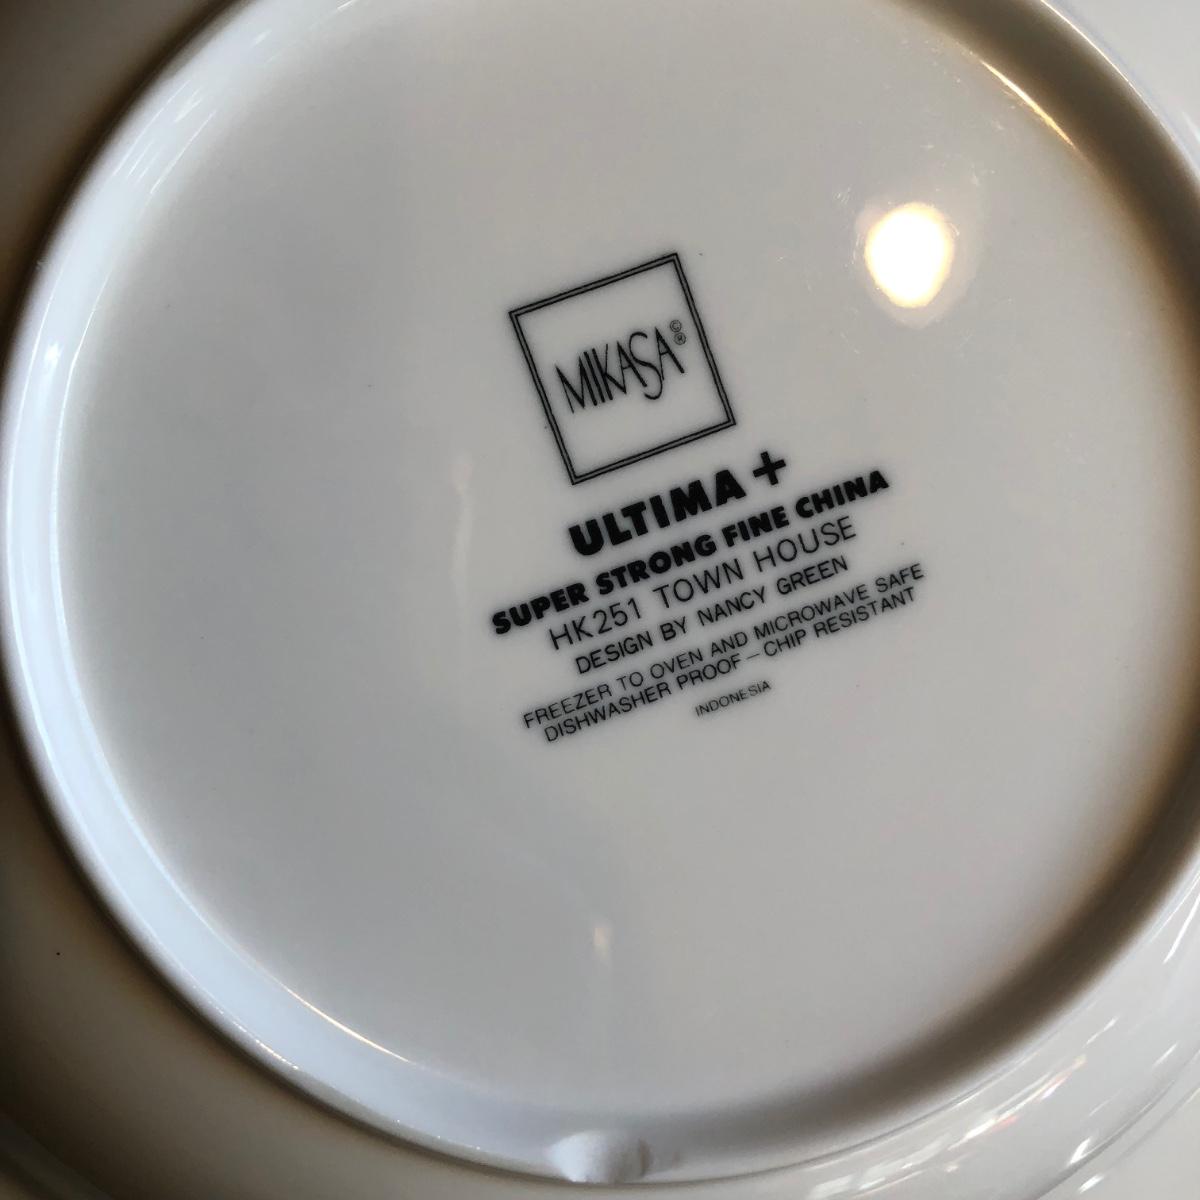 MIKASA © ®
ULTIMA +
SUPER STRONG FINE CHINA
HK251 TOWN HOUSE
DESIGN BY NANCY GREEN
FREEZER TO OVEN AND MICROWAVE SAFE
DISHWASHER PROOF – CHIP RESISTANT
INDONESIA